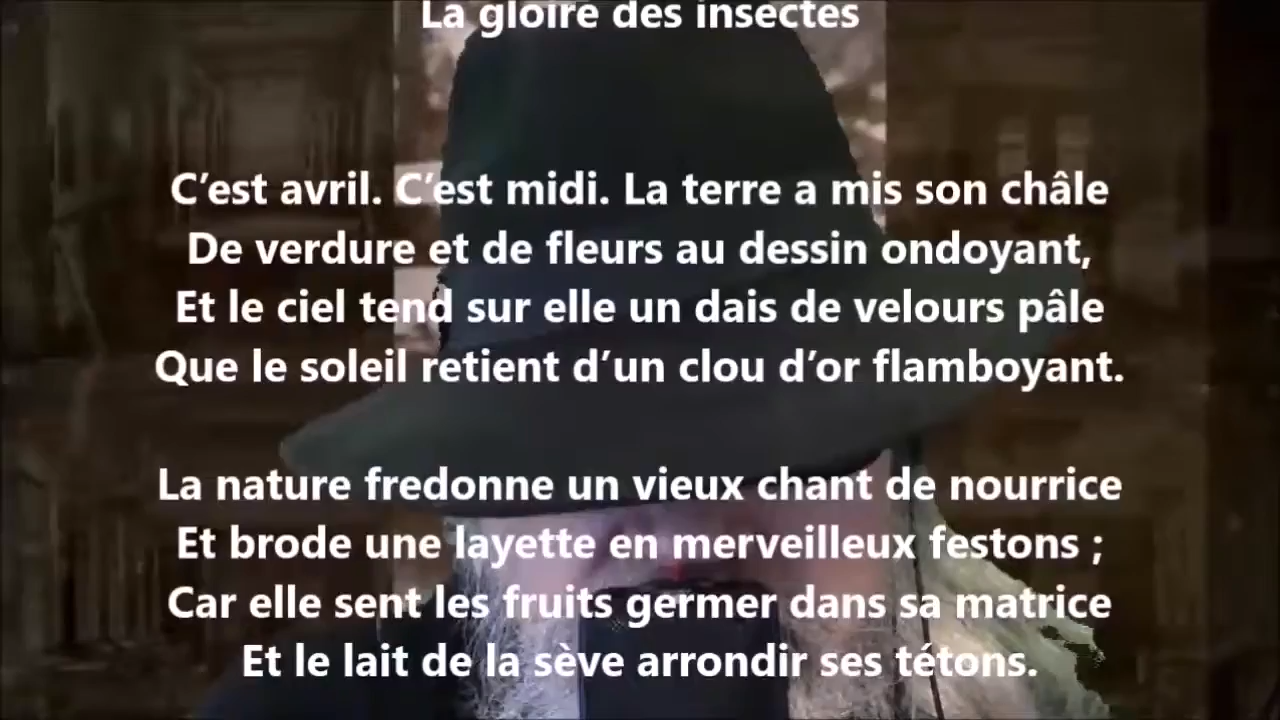 La gloire des insectes
C’est avril. C’est midi. La terre a mis son châle
De verdure et de fleurs au dessin ondoyant,
Et le ciel tend sur elle un dais de velours pâle
Que le soleil retient d’un clou d’or flamboyant.
La nature fredonne un vieux chant de nourrice
Et brode une layette en merveilleux festons ;
Car elle sent les fruits germer dans sa matrice
Et le lait de la sève arrondir ses tétons.